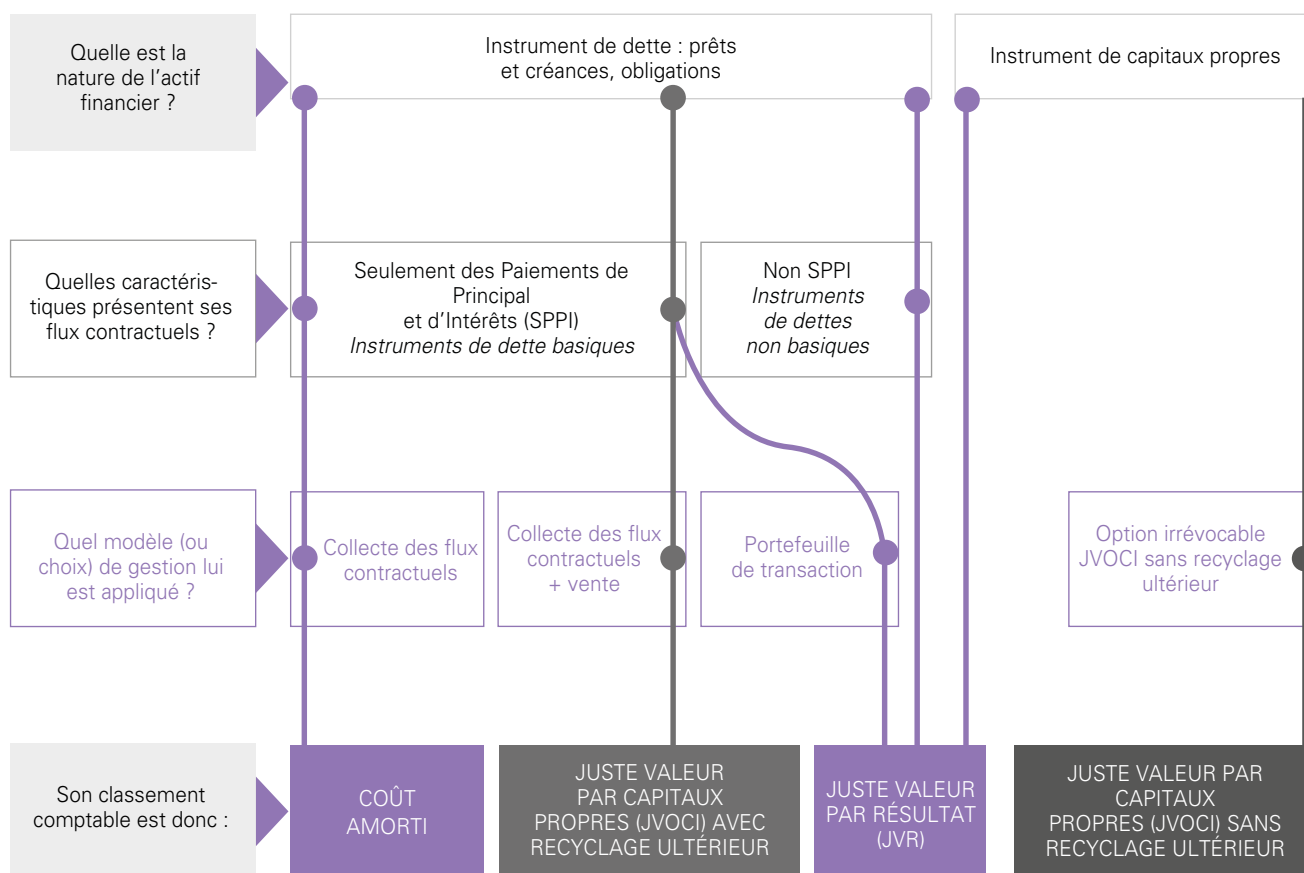 Quelle est la
nature de l'actif
financier ?
Instrument de dette : prêts
et créances, obligations
Instrument de capitaux propres
Quelles caractéris-
tiques présentent ses
flux contractuels ?
Seulement des Paiements de
Principal
et d'Intérêts (SPPI)
Instruments de dette basiques
Non SPPI
Instruments
de dettes
non basiques
Quel modèle (ou
choix) de gestion lui
est appliqué ?
Collecte des flux
contractuels
Collecte des flux
contractuels
+ vente
Portefeuille
de transaction
Option irrévocable
JVOCI sans recyclage
ultérieur
Son classement
comptable est donc :
COÛT
AMORTI
JUSTE VALEUR
PAR CAPITAUX
PROPRES (JVOCI) AVEC
RECYCLAGE ULTÉRIEUR
JUSTE VALEUR
PAR RÉSULTAT
(JVR)
JUSTE VALEUR PAR
CAPITAUX
PROPRES (JVOCI) SANS
RECYCLAGE ULTÉRIEUR